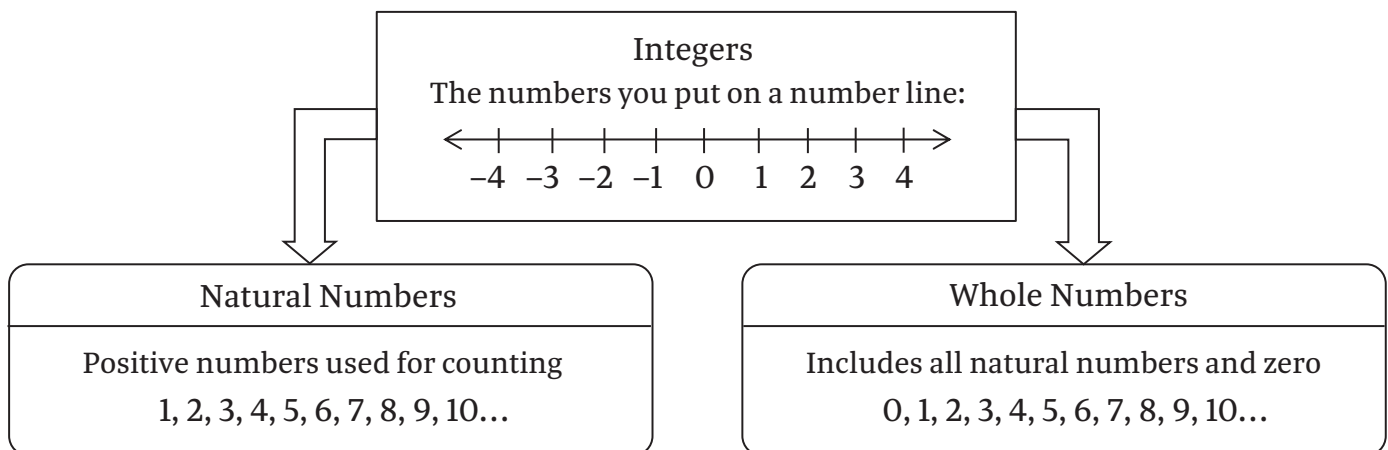 Integers
The numbers you put on a number line:
–4 –3 –2 –1 0 1 2 3 4
Natural Numbers
Positive numbers used for counting
1, 2, 3, 4, 5, 6, 7, 8, 9, 10…
Whole Numbers
Includes all natural numbers and zero
0, 1, 2, 3, 4, 5, 6, 7, 8, 9, 10…